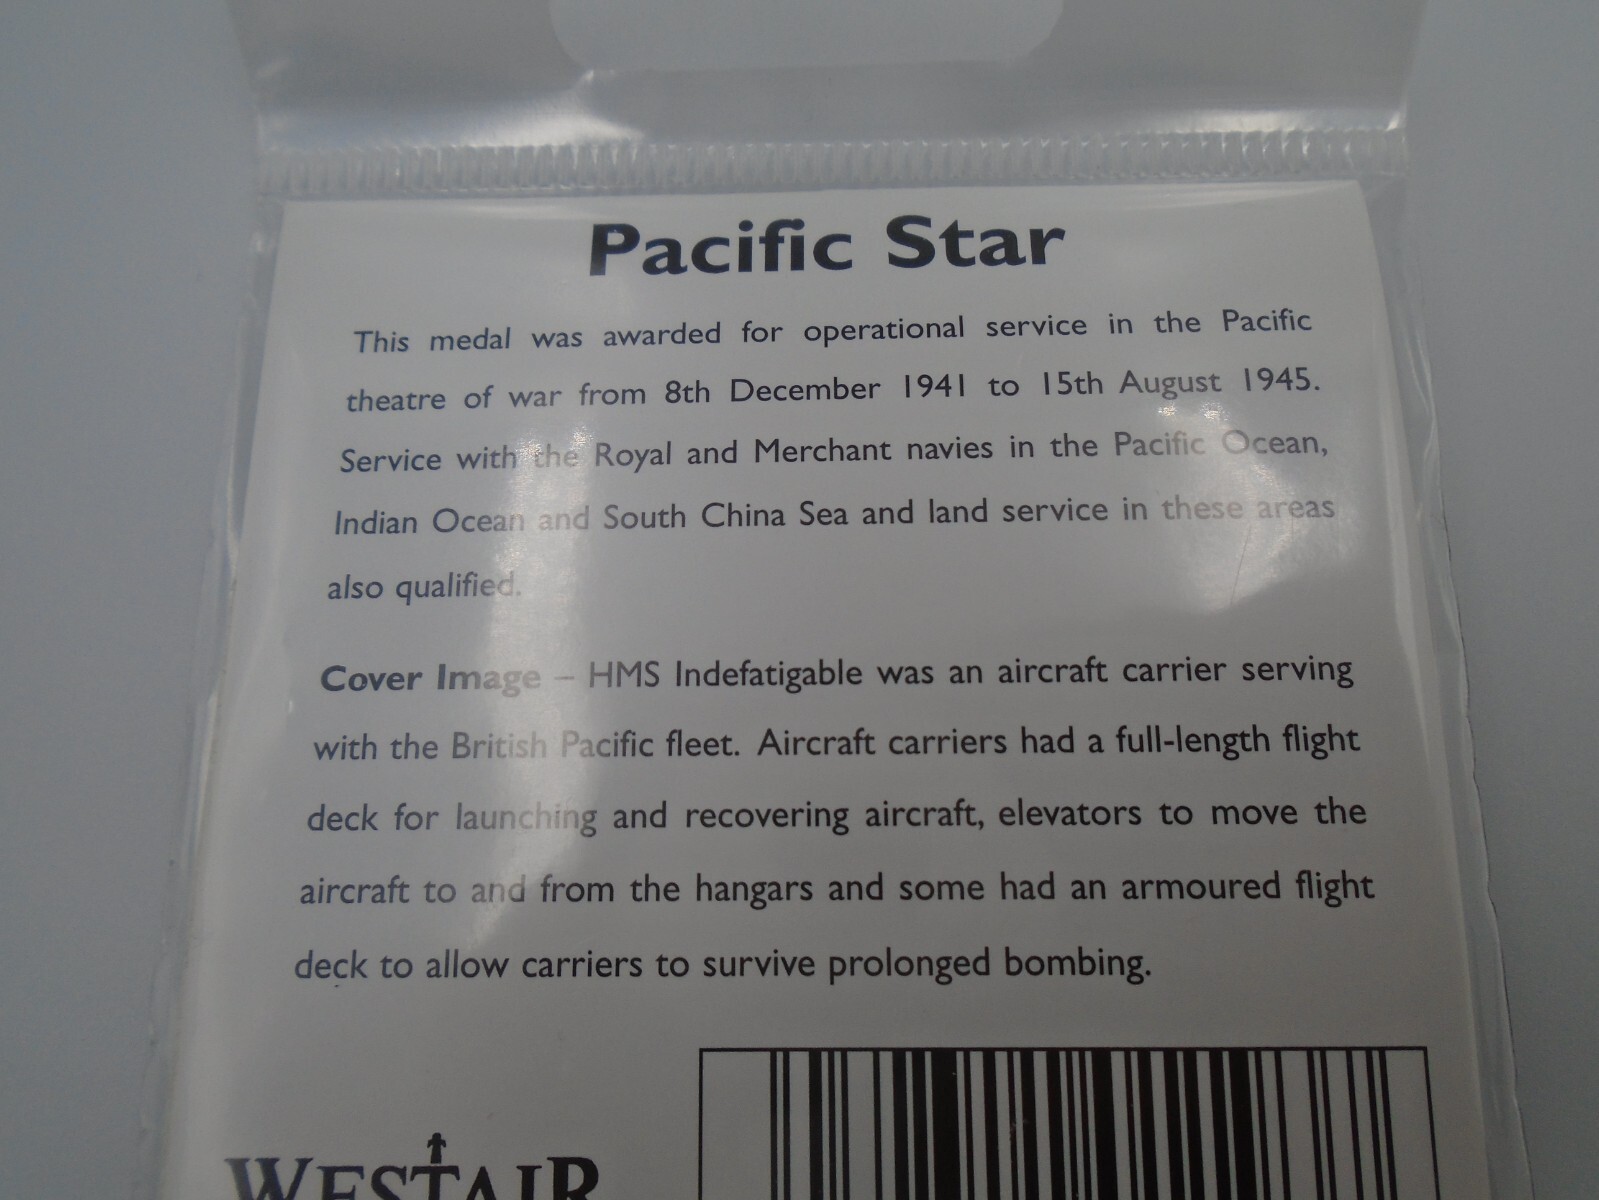 Pacific Star
This medal was awarded for operational service in the Pacific
theatre of war from 8th December 1941 to 15th August 1945.
Service with the Royal and Merchant navies in the Pacific Ocean,
Indian Ocean and South China Sea and land service in these areas
also qualified.
Cover Image – HMS Indefatigable was an aircraft carrier serving
with the British Pacific fleet. Aircraft carriers had a full-length flight
deck for launching and recovering aircraft, elevators to move the
aircraft to and from the hangars and some had an armoured flight
deck to allow carriers to survive prolonged bombing.
WESTAIR